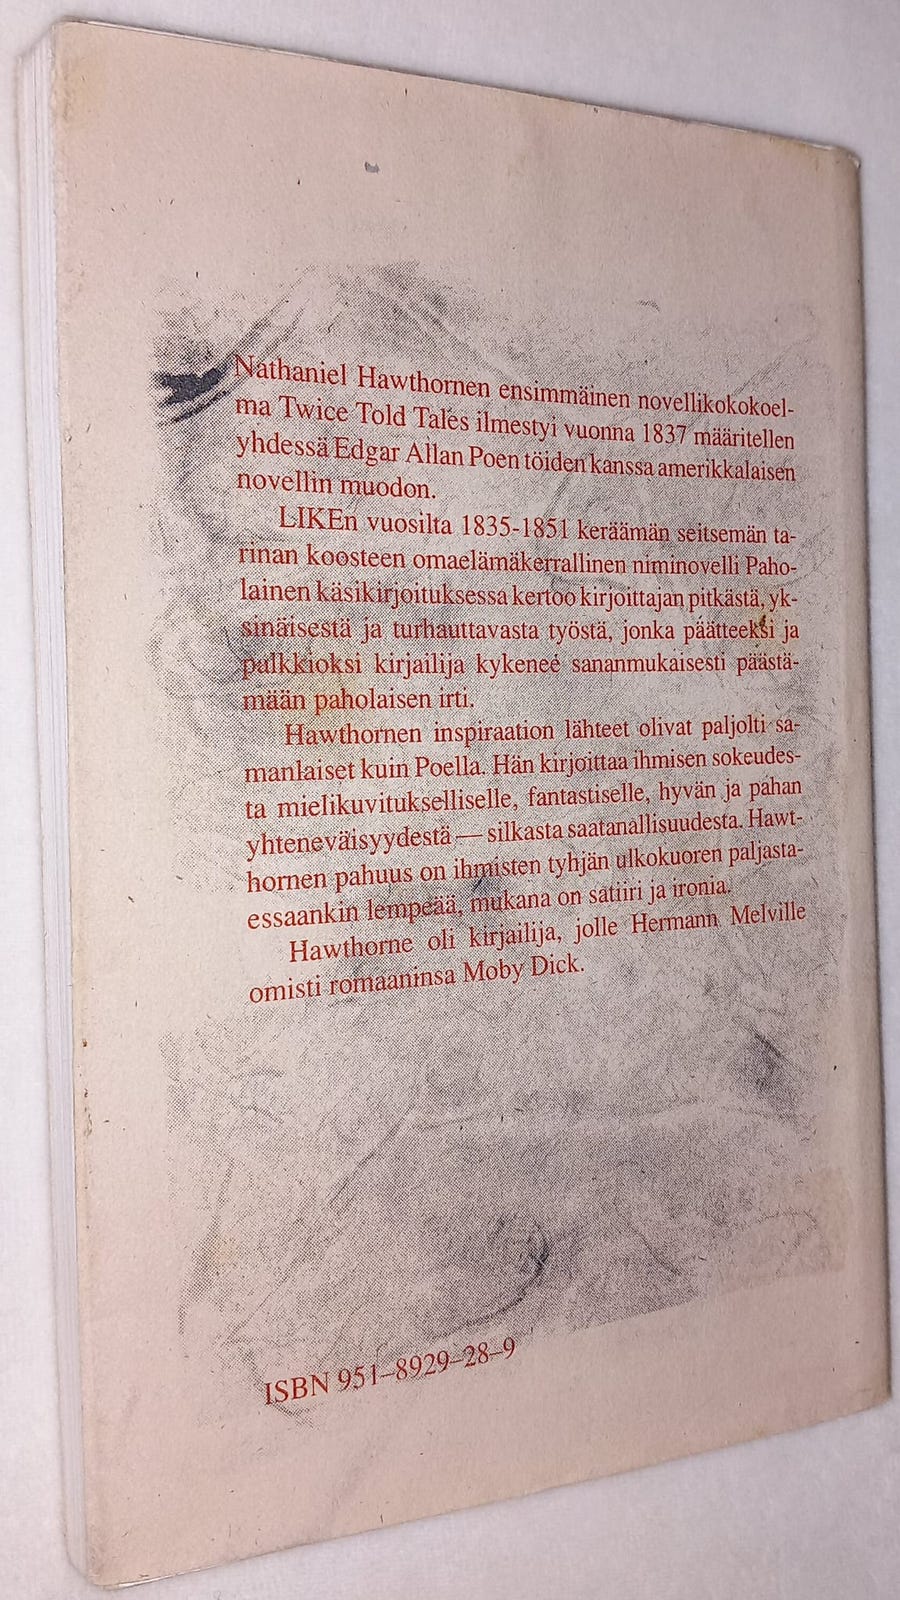 Nathaniel Hawthornen ensimmäinen novellikokokoel-
ma Twice Told Tales ilmestyi vuonna 1837 määritellen
yhdessä Edgar Allan Poen töiden kanssa amerikkalaisen
novellin muodon.
LIKEn vuosilta 1835-1851 keräämän seitsemän ta-
rinan koosteen omaelämäkerrallinen niminovelli Paho-
lainen käsikirjoituksessa kertoo kirjoittajan pitkästä, yk-
sinäisestä ja turhauttavasta työstä, jonka päätteeksi ja
palkkioksi kirjailija kykenee sananmukaisesti päästä-
mään paholaisen irti.
Hawthornen inspiraation lähteet olivat paljolti sa-
manlaiset kuin Poella. Hän kirjoittaa ihmisen sokeudes-
ta mielikuvitukselliselle, fantastiselle, hyvän ja pahan
yhteneväisyydestä — silkasta saatanallisuudesta. Hawt-
hornen pahuus on ihmisten tyhjän ulkokuoren paljasta-
essaankin lempeää, mukana on satiiri ja ironia.
Hawthorne oli kirjailija, jolle Hermann Melville
omisti romaaninsa Moby Dick.
ISBN 951-8929-28-9